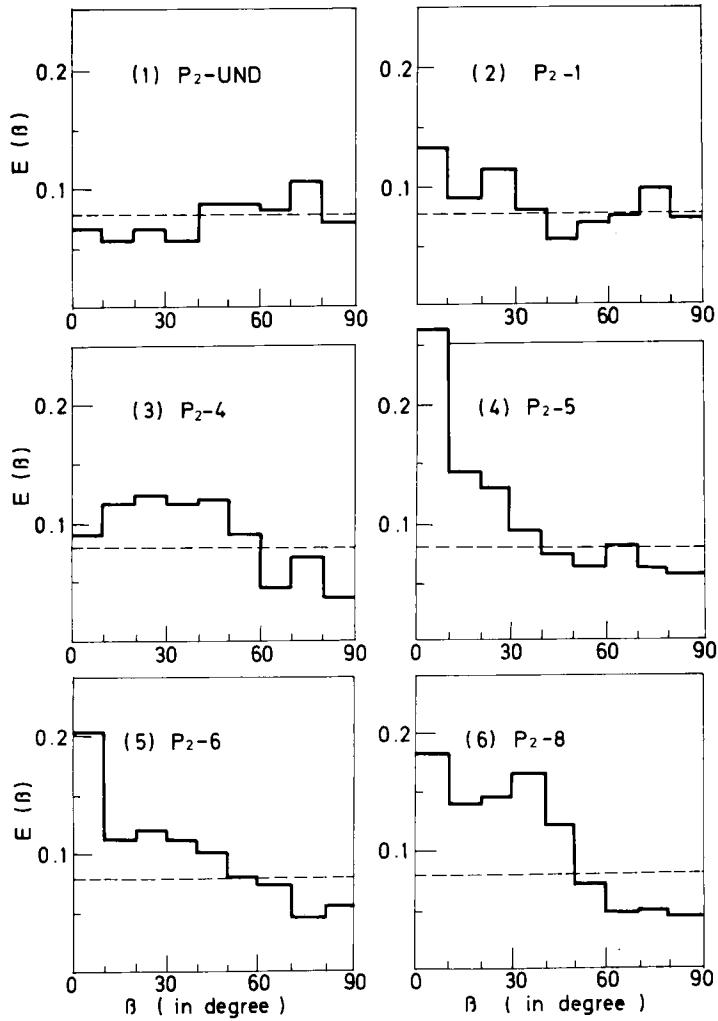 0.2
(1) P₂-UND
0.2
(2) P₂-1
E (β)
0.1
0.1
0 30 60 90
30 60 90
0.2
(3) P₂-4
0.2
(4) P₂-5
E (β)
0.1
0.1
0 30 60 90
0 30 60 90
0.2
(5) P₂-6
0.2
(6) P₂-8
E (β)
0.1
0.1
0 30 60 90
0 30 60 90
β ( in degree )
β ( in degree )